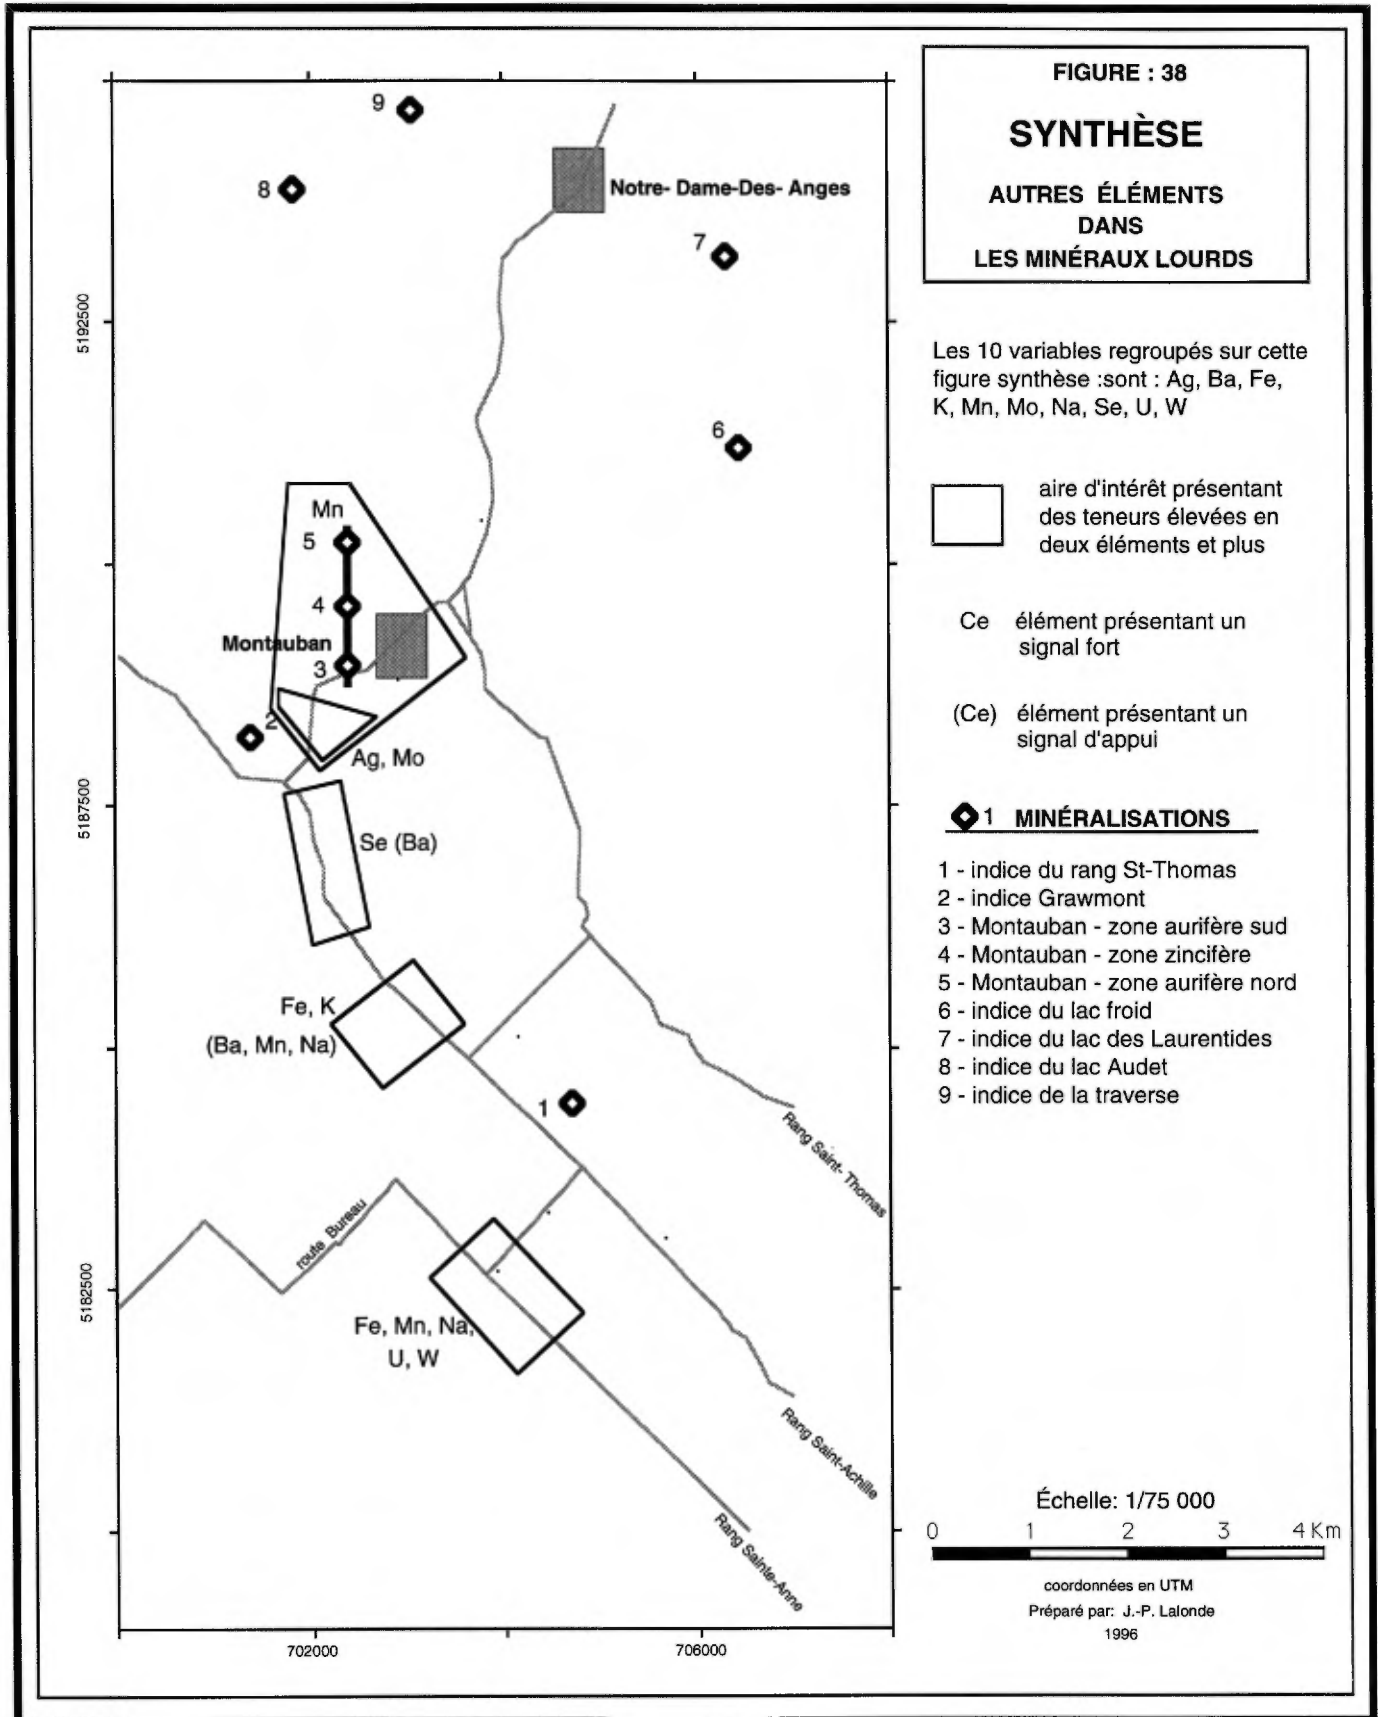 FIGURE : 38
SYNTHÈSE
AUTRES ÉLÉMENTS
DANS
LES MINÉRAUX LOURDS
Les 10 variables regroupés sur cette
figure synthèse :sont : Ag, Ba, Fe,
K, Mn, Mo, Na, Se, U, W
aire d'intérêt présentant
des teneurs élevées en
deux éléments et plus
Ce élément présentant un
signal fort
(Ce) élément présentant un
signal d'appui
1 MINÉRALISATIONS
1 - indice du rang St-Thomas
2 - indice Grawmont
3 - Montauban - zone aurifère sud
4 - Montauban - zone zincifère
5 - Montauban - zone aurifère nord
6 - indice du lac froid
7 - indice du lac des Laurentides
8 - indice du lac Audet
9 - indice de la traverse
Échelle: 1/75 000
0 1 2 3 4 Km
coordonnées en UTM
Préparé par: J.-P. Lalonde
1996
9
8
Notre- Dame-Des- Anges
7
5192500
6
Mn
5
4
Montauban
3
2
Ag, Mo
5187500
Se (Ba)
Fe, K
(Ba, Mn, Na)
1
Rang Saint- Thomas
route Bureau
5182500
Fe, Mn, Na,
U, W
Rang Saint-Achille
Rang Sainte-Anne
702000
706000